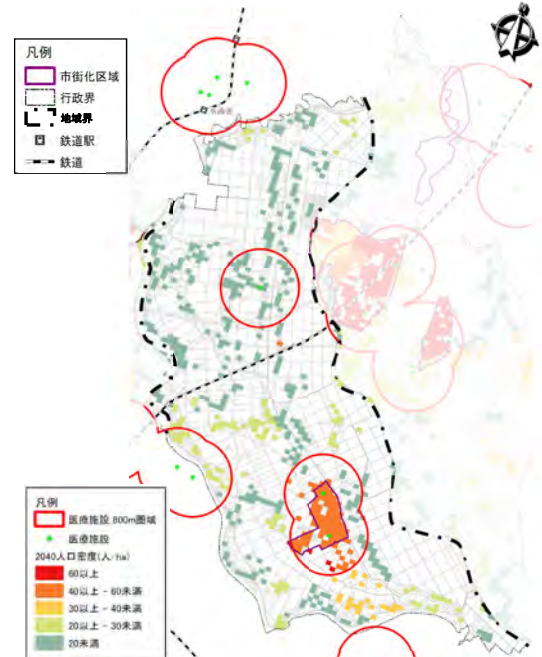 凡例
市街化区域
行政界
地域界
鉄道駅
鉄道
凡例
医療施設 800m圏域
医療施設
2040人口密度(人/ha)
60以上
40以上 - 60未満
30以上 - 40未満
20以上 - 30未満
20未満